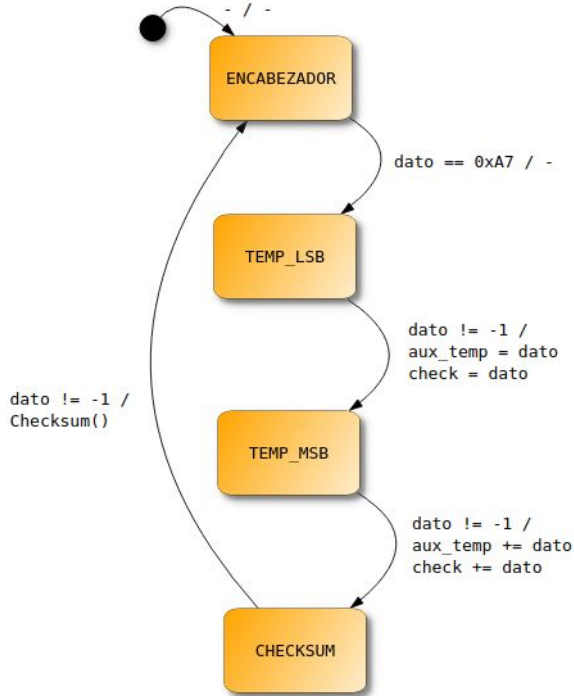 - / -
ENCABEZADOR
dato == 0xA7 / -
TEMP_LSB
dato != -1 /
aux_temp = dato
check = dato
dato != -1 /
Checksum()
TEMP_MSB
dato != -1 /
aux_temp += dato
check += dato
CHECKSUM